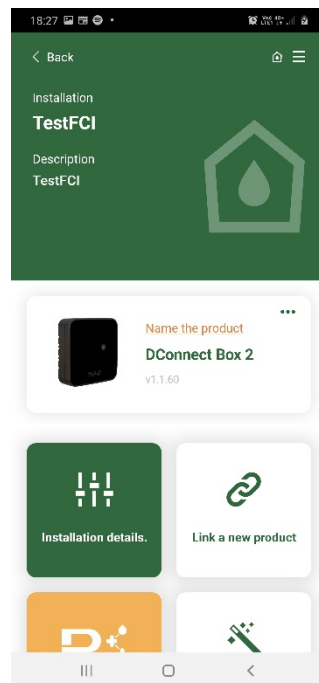 18:27
Back
Installation
TestFCI
Description
TestFCI
Name the product
DConnect Box 2
v1.1.60
Installation details.
Link a new product